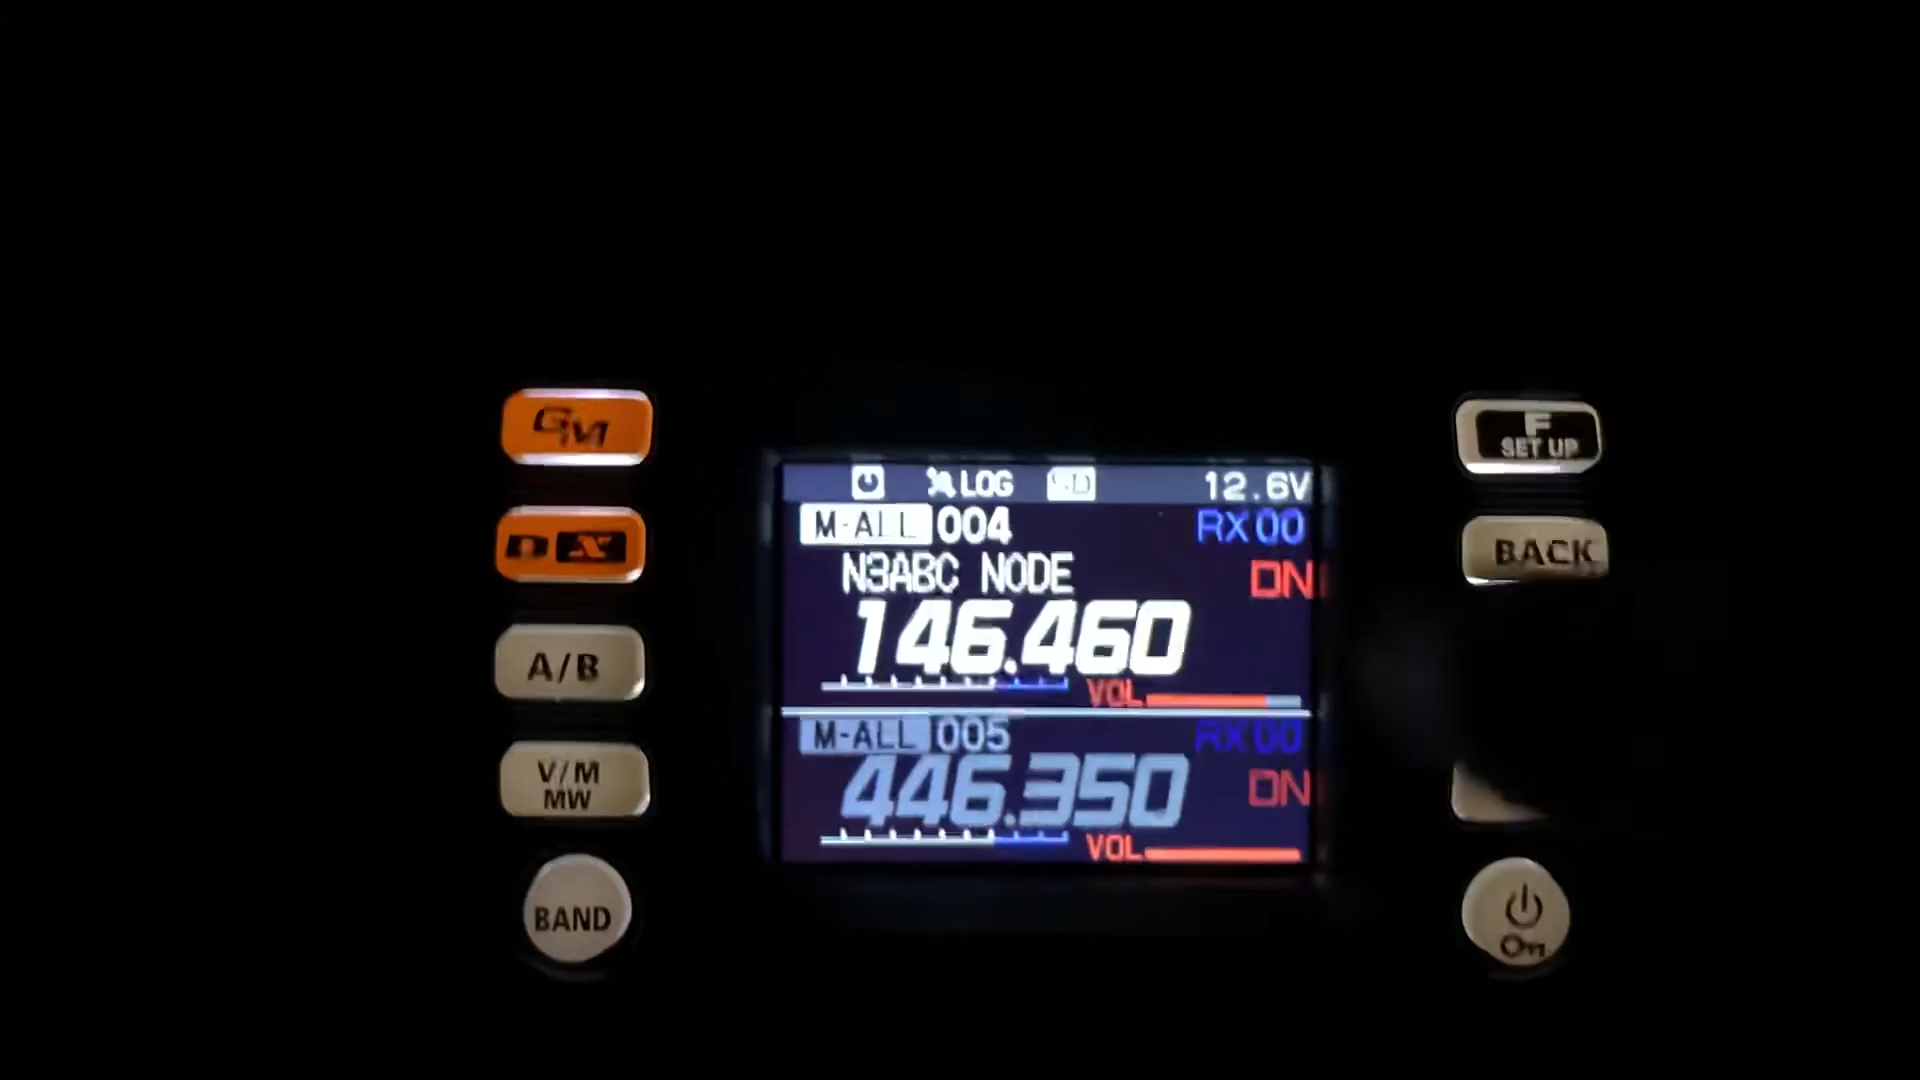 GM
F
SET UP
LOG SD 12.6V
M-ALL 004 RX 00
N3ABC NODE DN
146.460
VOL
M-ALL 005 RX 00
446.350 DN
VOL
D X
BACK
A/B
V/M
MW
BAND